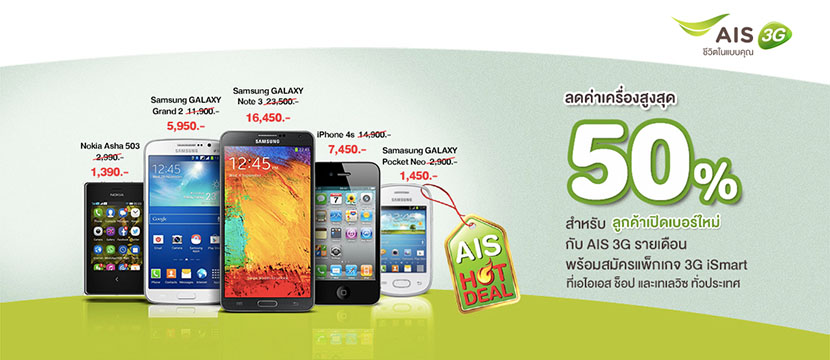 AIS 3G
ชีวิตในแบบคุณ
ลดค่าเครื่องสูงสุด
50%
สำหรับ ลูกค้าเปิดเบอร์ใหม่
กับ AIS 3G รายเดือน
พร้อมสมัครแพ็กเกจ 3G iSmart
ที่เอไอเอส ช็อป และเทเลวิซ ทั่วประเทศ
Nokia Asha 503
2,990.-
1,390.-
Samsung GALAXY
Grand 2 11,900.-
5,950.-
Samsung GALAXY
Note 3 23,500.-
16,450.-
iPhone 4s 14,900.-
7,450.-
Samasung GALAXY
Pocket Neo 2,900.-
1,450.-
AIS
HOT
DEAL
NOKIA
SAMSUNG
SAMSUNG
12:45
SAMSUNG